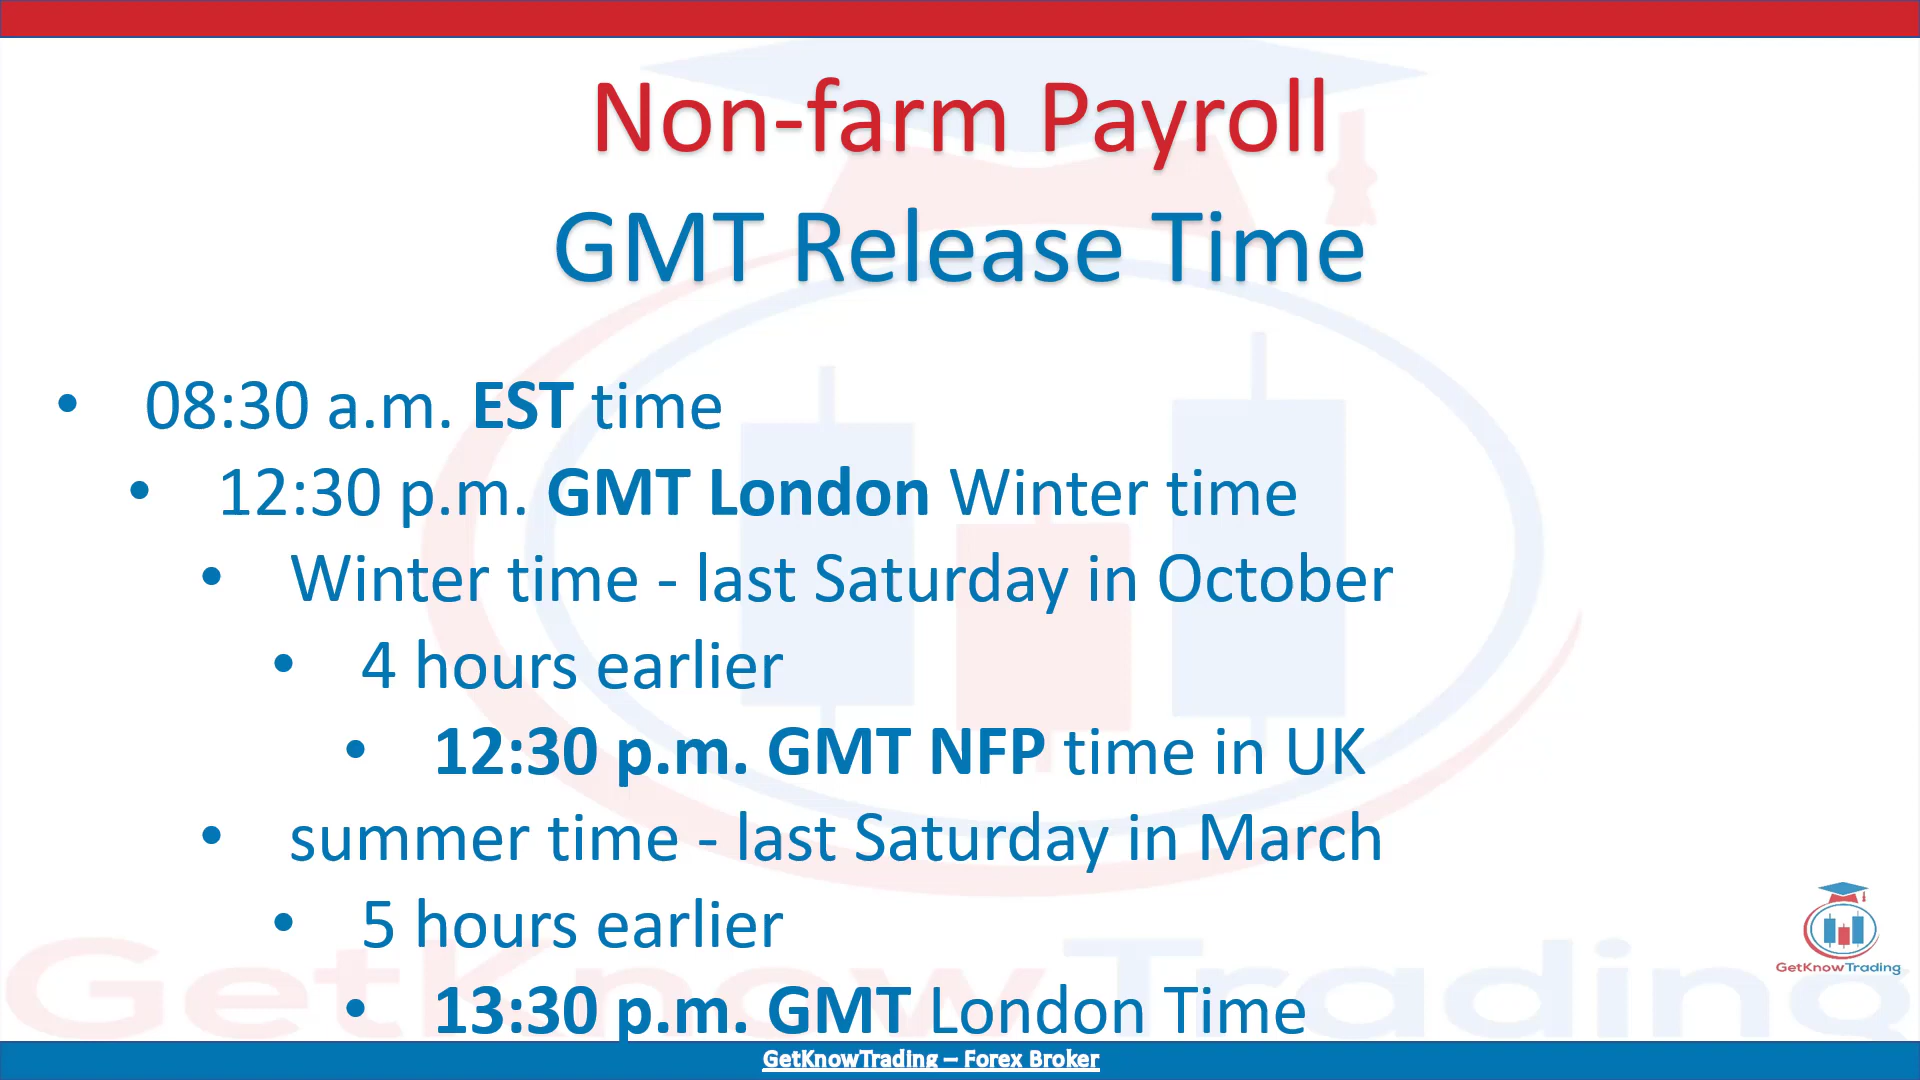 Non-farm Payroll
GMT Release Time
• 08:30 a.m. EST time
• 12:30 p.m. GMT London Winter time
• Winter time - last Saturday in October
• 4 hours earlier
• 12:30 p.m. GMT NFP time in UK
• summer time - last Saturday in March
• 5 hours earlier
• 13:30 p.m. GMT London Time
GetKnowTrading
GetKnowTrading
GetKnowTrading – Forex Broker